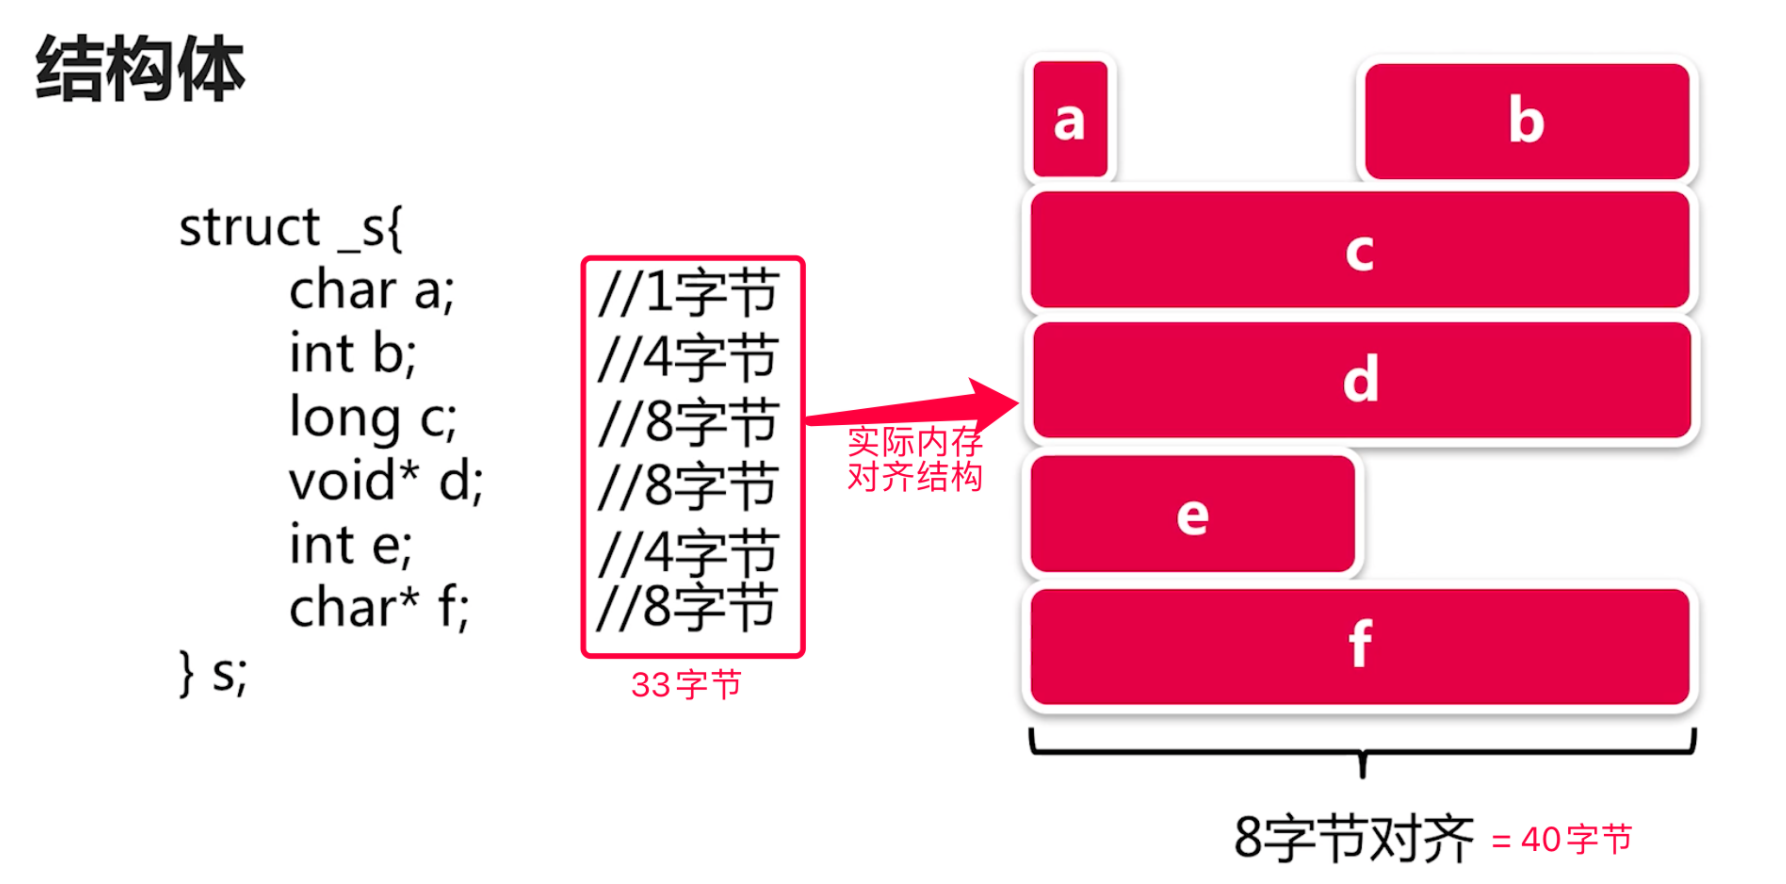 结构体
struct _s{
char a; //1字节
int b; //4字节
long c; //8字节
void* d; //8字节
int e; //4字节
char* f; //8字节
} s;
33字节
实际内存
对齐结构
a
b
c
d
e
f
8字节对齐 = 40字节